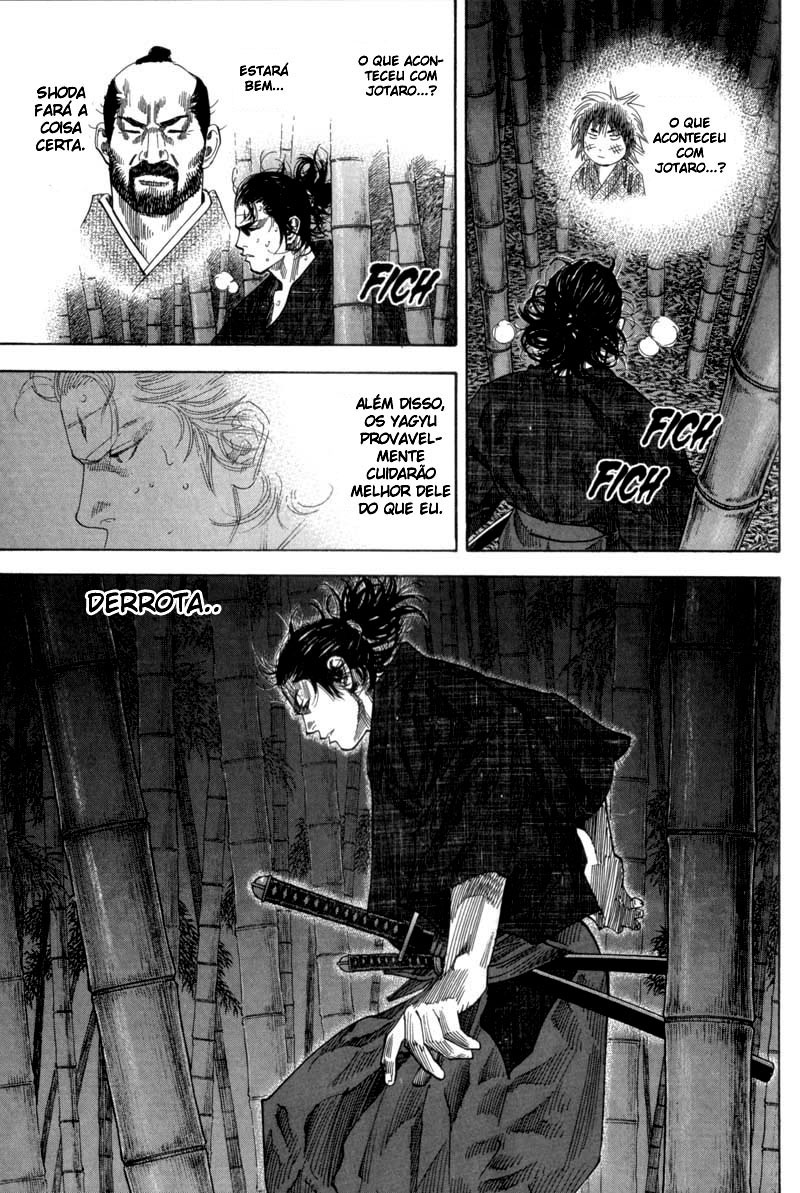 O QUE
ACONTECEU
COM
JOTARO...?
FICH
FICH
O QUE ACON-
TECEU COM
JOTARO...?
ESTARÁ
BEM...
SHODA
FARÁ A
COISA
CERTA.
FICH
ALÉM DISSO,
OS YAGYU
PROVAVEL-
MENTE
CUIDARÃO
MELHOR DELE
DO QUE EU.
DERROTA..